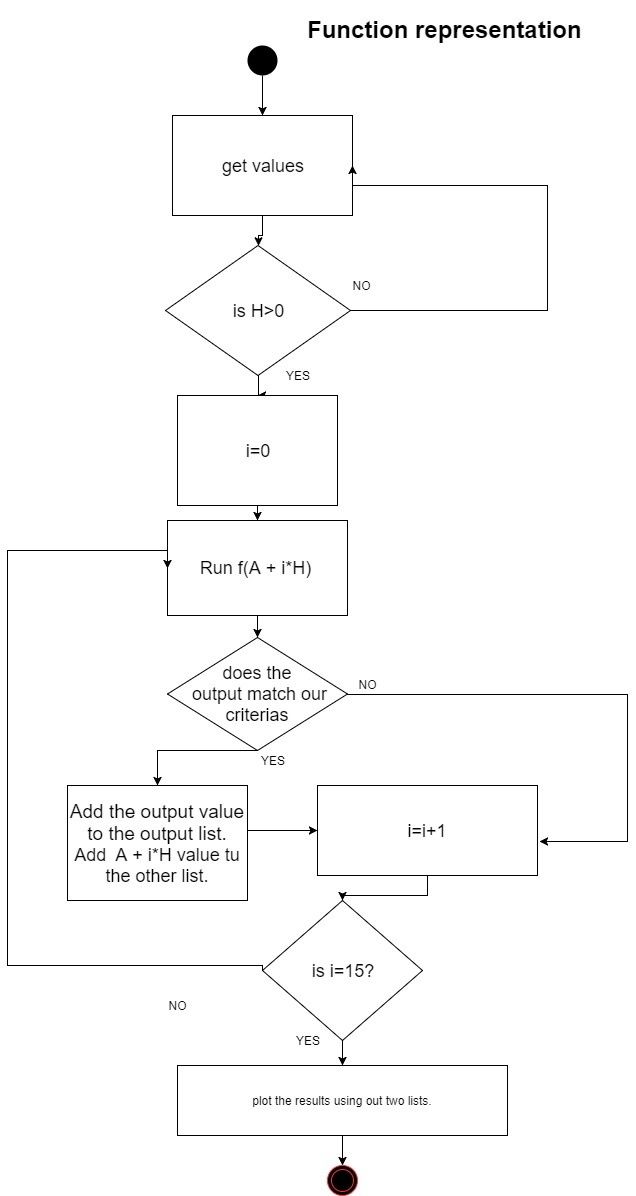 Function representation
get values
NO
is H>0
YES
i=0
Run f(A + i*H)
does the
output match our
criterias
NO
YES
Add the output value
to the output list.
Add  A + i*H value tu
the other list.
i=i+1
is i=15?
NO
YES
plot the results using out two lists.